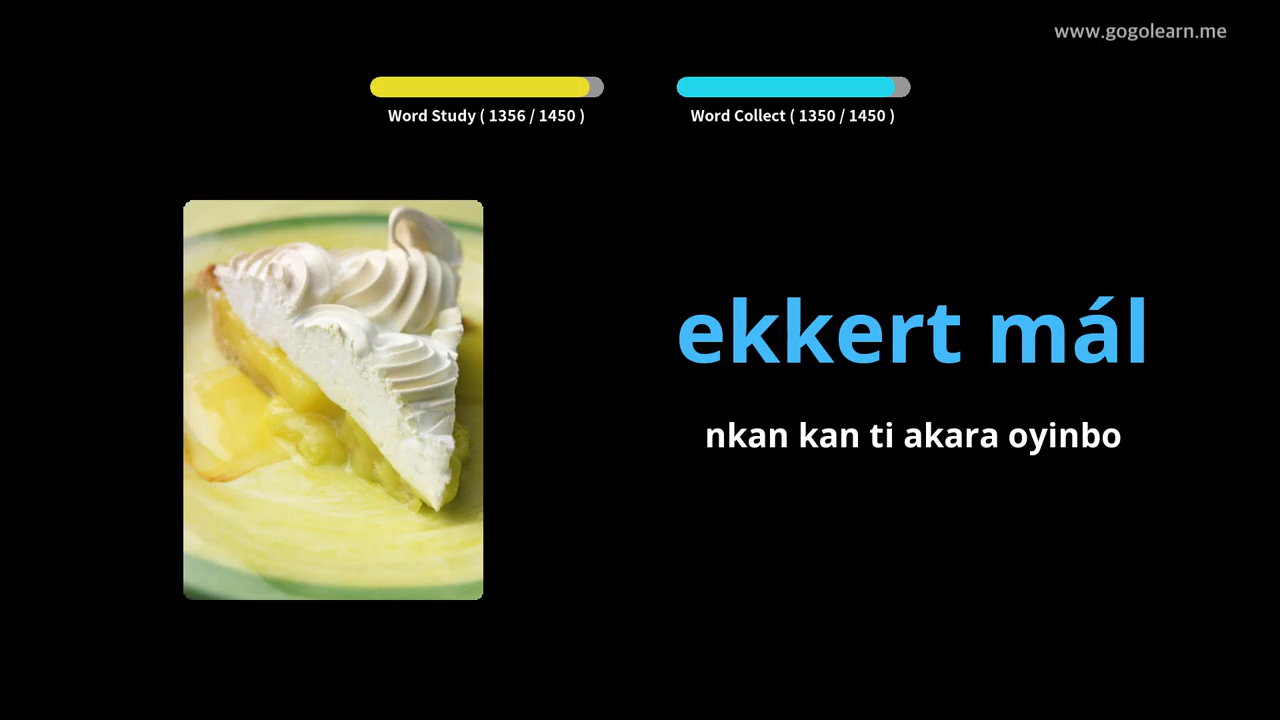 www.gogolearn.me
Word Study ( 1356 / 1450 )
Word Collect ( 1350 / 1450 )
ekkert mál
nkan kan ti akara oyinbo